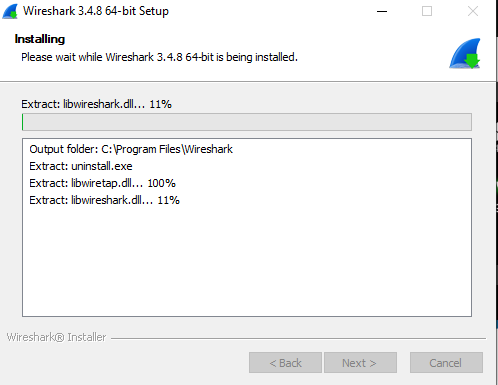 Wireshark 3.4.8 64-bit Setup
Installing
Please wait while Wireshark 3.4.8 64-bit is being installed.
Extract: libwireshark.dll... 11%
Output folder: C:\Program Files\Wireshark
Extract: uninstall.exe
Extract: libwiretap.dll... 100%
Extract: libwireshark.dll... 11%
Wireshark® Installer
< Back
Next >
Cancel